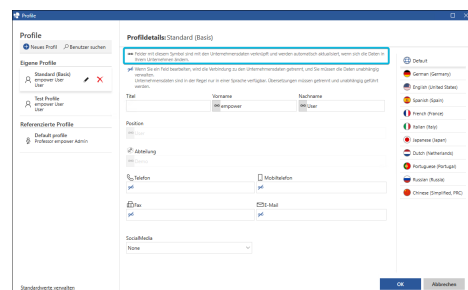 Profile
Profile
Neues Profil
Benutzer suchen
Eigene Profile
Standard (Basis)
empower User
User
Test Profile
empower User
User
Referenzierte Profile
Default profile
Professor empower Admin
Standardwerte verwalten
Profildetails: Standard (Basis)
Felder mit diesem Symbol sind mit den Unternehmensdaten verknüpft und werden automatisch aktualisiert, wenn sich die Daten in
Ihrem Unternehmen ändern.
Wenn Sie ein Feld bearbeiten, wird die Verbindung zu den Unternehmensdaten getrennt, und Sie müssen die Daten unabhängig
verwalten.
Unternehmensdaten sind in der Regel nur in einer Sprache verfügbar. Übersetzungen müssen getrennt und unabhängig geführt
werden.
Titel
Vorname
Nachname
empower
User
Position
Abteilung
Telefon
Mobiltelefon
Fax
E-Mail
SocialMedia
None
Default
German (Germany)
English (United States)
Spanish (Spain)
French (France)
Italian (Italy)
Japanese (Japan)
Dutch (Netherlands)
Portuguese (Portugal)
Russian (Russia)
Chinese (Simplified, PRC)
OK
Abbrechen